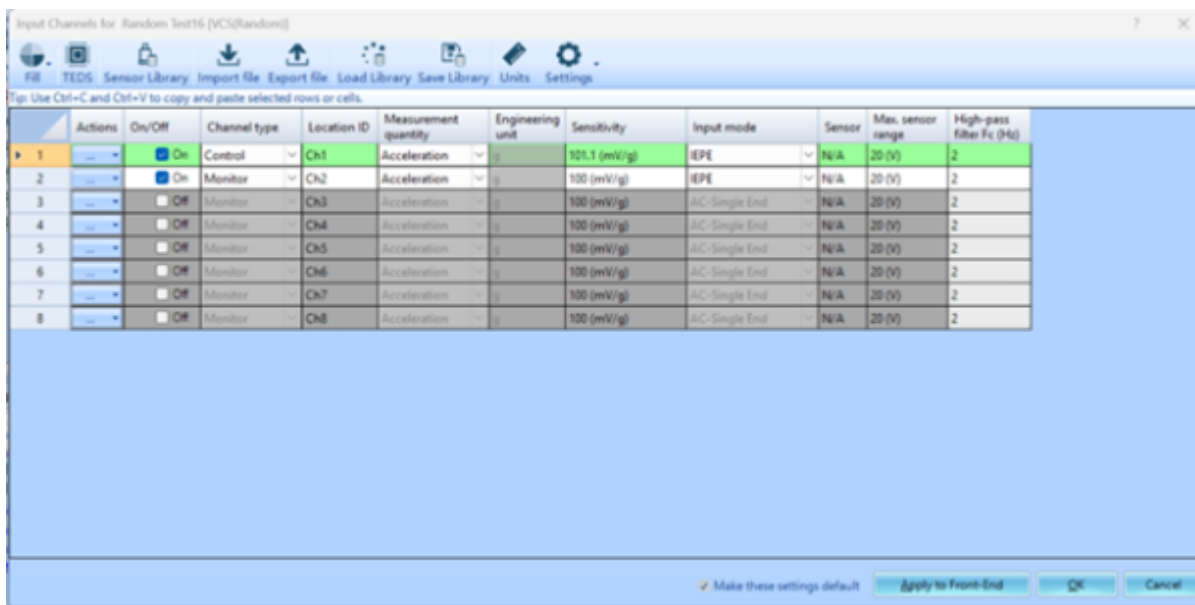 Input Channels for Random Test16 [VCS(Random)]
? ×
Fill TEDS Sensor Library Import file Export file Load Library Save Library Units Settings
Tip: Use Ctrl+C and Ctrl+V to copy and paste selected rows or cells.
Actions On/Off Channel type Location ID Measurement quantity Engineering unit Sensitivity Input mode Sensor Max. sensor range High-pass filter Fc (Hz)
1 ... On Control Ch1 Acceleration g 101.1 (mV/g) IEPE N/A 20 (V) 2
2 ... On Monitor Ch2 Acceleration g 100 (mV/g) IEPE N/A 20 (V) 2
3 ... Off Monitor Ch3 Acceleration g 100 (mV/g) AC-Single End N/A 20 (V) 2
4 ... Off Monitor Ch4 Acceleration g 100 (mV/g) AC-Single End N/A 20 (V) 2
5 ... Off Monitor Ch5 Acceleration g 100 (mV/g) AC-Single End N/A 20 (V) 2
6 ... Off Monitor Ch6 Acceleration g 100 (mV/g) AC-Single End N/A 20 (V) 2
7 ... Off Monitor Ch7 Acceleration g 100 (mV/g) AC-Single End N/A 20 (V) 2
8 ... Off Monitor Ch8 Acceleration g 100 (mV/g) AC-Single End N/A 20 (V) 2
Make these settings default Apply to Front-End OK Cancel